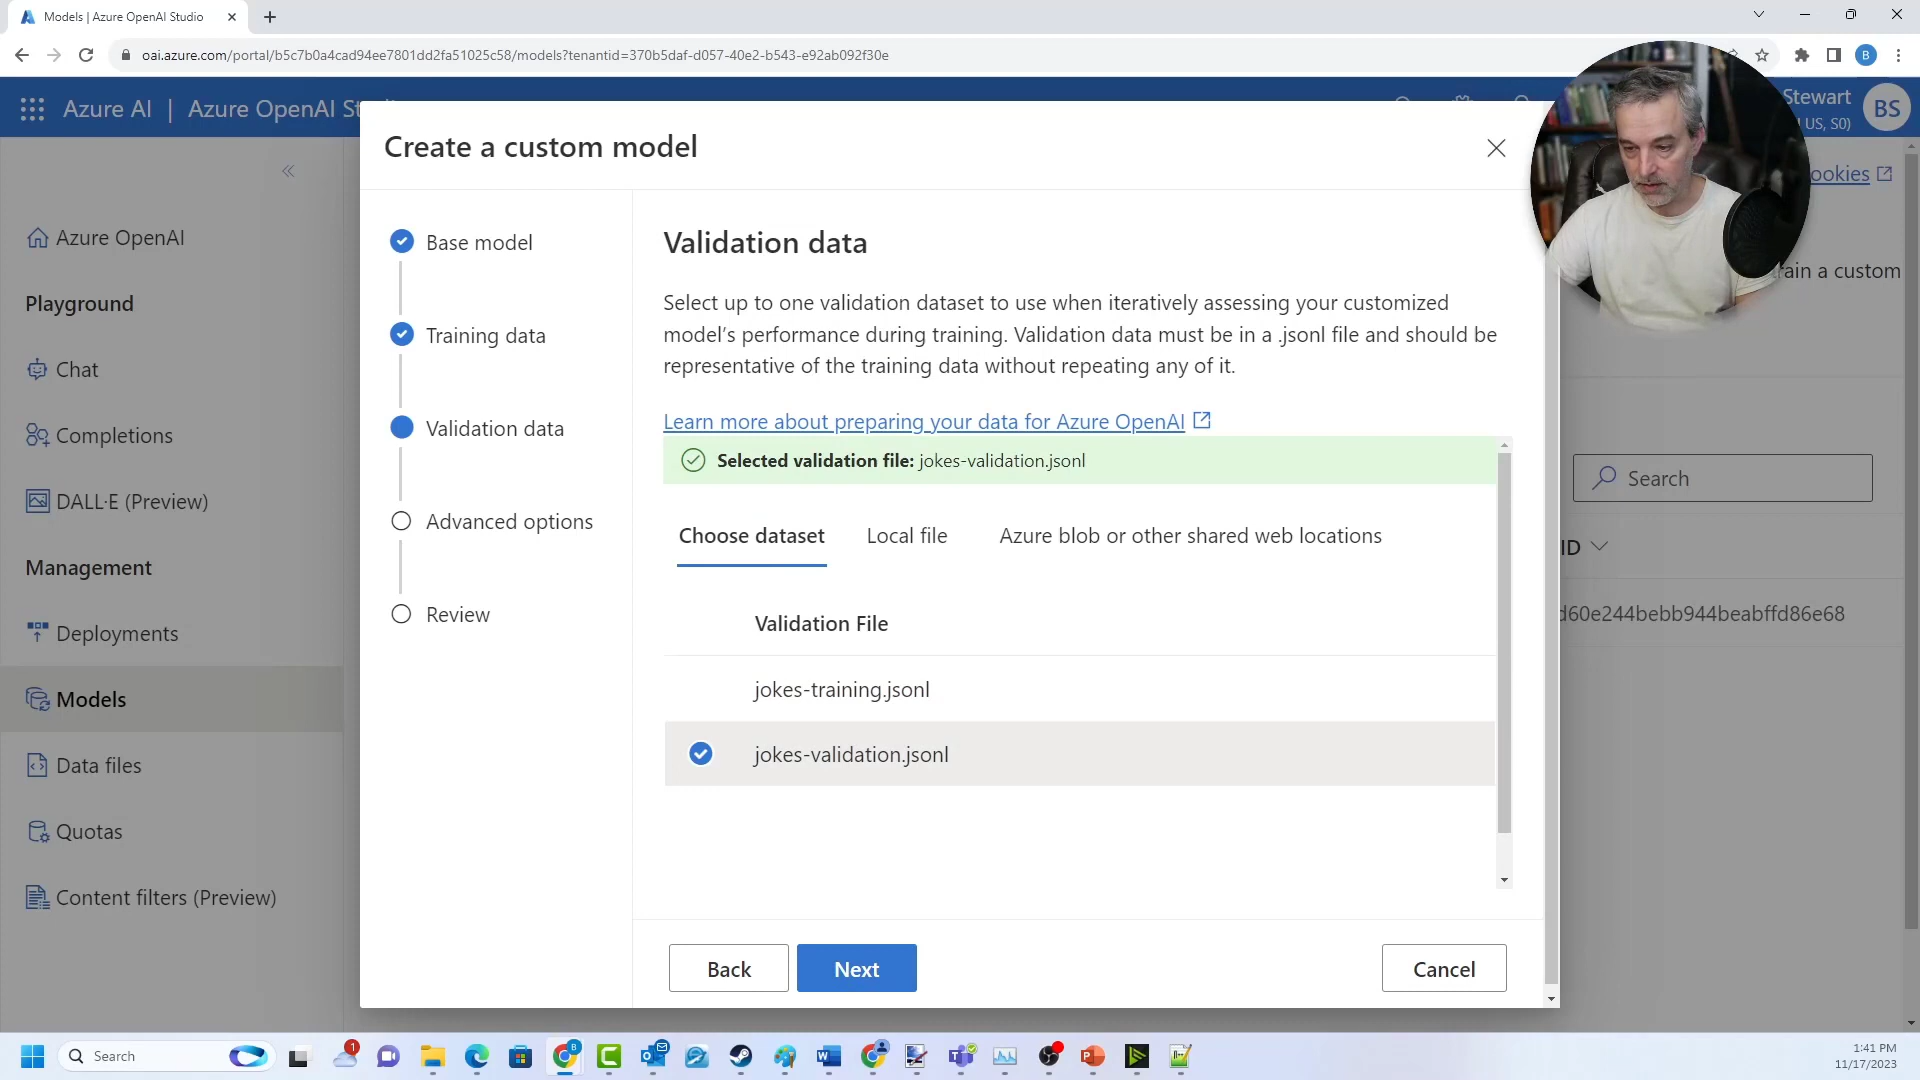 Models | Azure OpenAI Studio
oai.azure.com/portal/b5c7b0a4cad94ee7801dd2fa51025c58/models?tenantid=370b5daf-d057-40e2-b543-e92ab092f30e
B
Azure AI | Azure OpenAI
Stewart
US, S0)
BS
Create a custom model
ookies
Azure OpenAI
Playground
Chat
Completions
DALL·E (Preview)
Management
Deployments
Models
Data files
Quotas
Content filters (Preview)
Base model
Training data
Validation data
Advanced options
Review
Validation data
Select up to one validation dataset to use when iteratively assessing your customized
model's performance during training. Validation data must be in a .jsonl file and should be
representative of the training data without repeating any of it.
Learn more about preparing your data for Azure OpenAI
Selected validation file: jokes-validation.jsonl
Choose dataset
Local file
Azure blob or other shared web locations
Validation File
jokes-training.jsonl
jokes-validation.jsonl
Back
Next
Cancel
rain a custom
Search
ID
d60e244bebb944beabffd86e68
Search
1
B
1:41 PM
11/17/2023